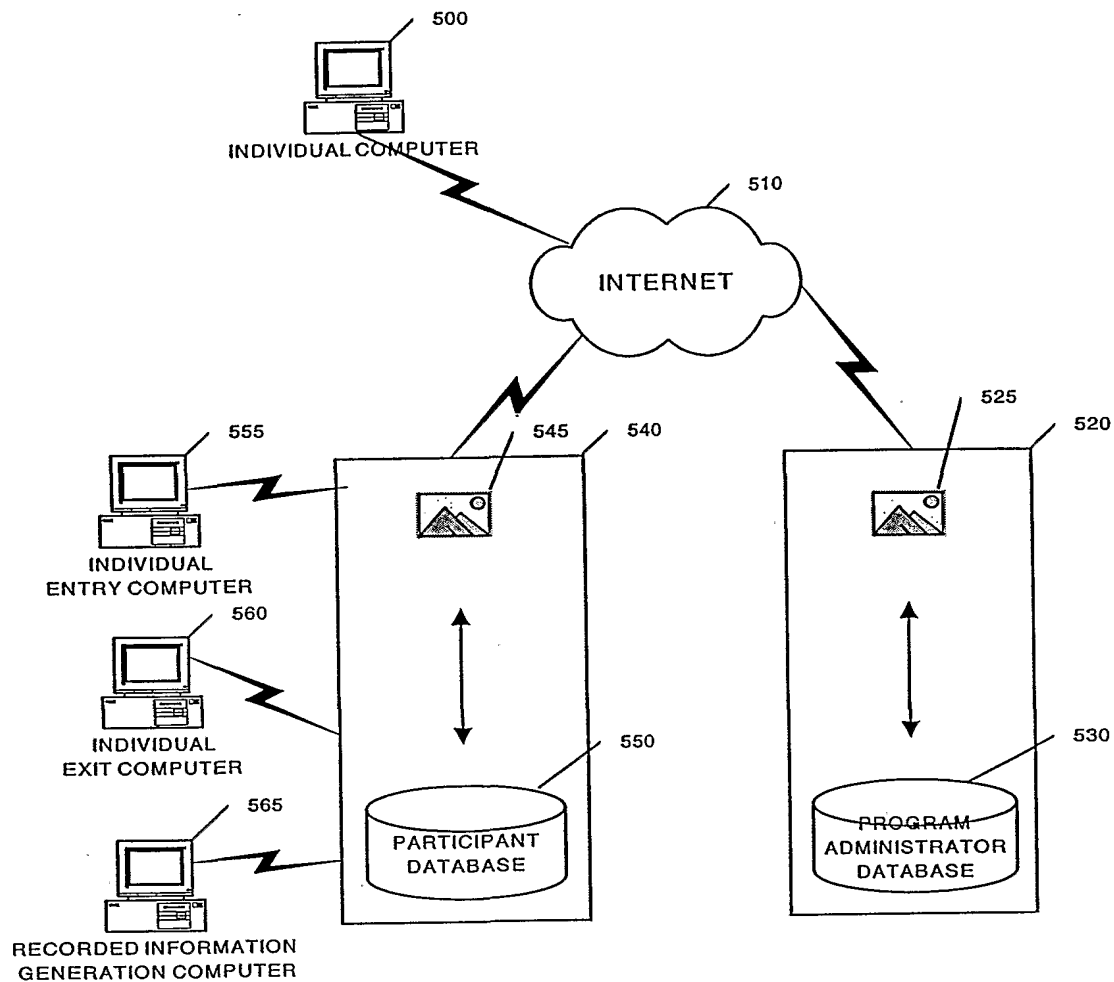 500
INDIVIDUAL COMPUTER
510
INTERNET
525
545
540
520
555
INDIVIDUAL
ENTRY COMPUTER
560
INDIVIDUAL
EXIT COMPUTER
550
530
PARTICIPANT
DATABASE
PROGRAM
ADMINISTRATOR
DATABASE
565
RECORDED INFORMATION
GENERATION COMPUTER